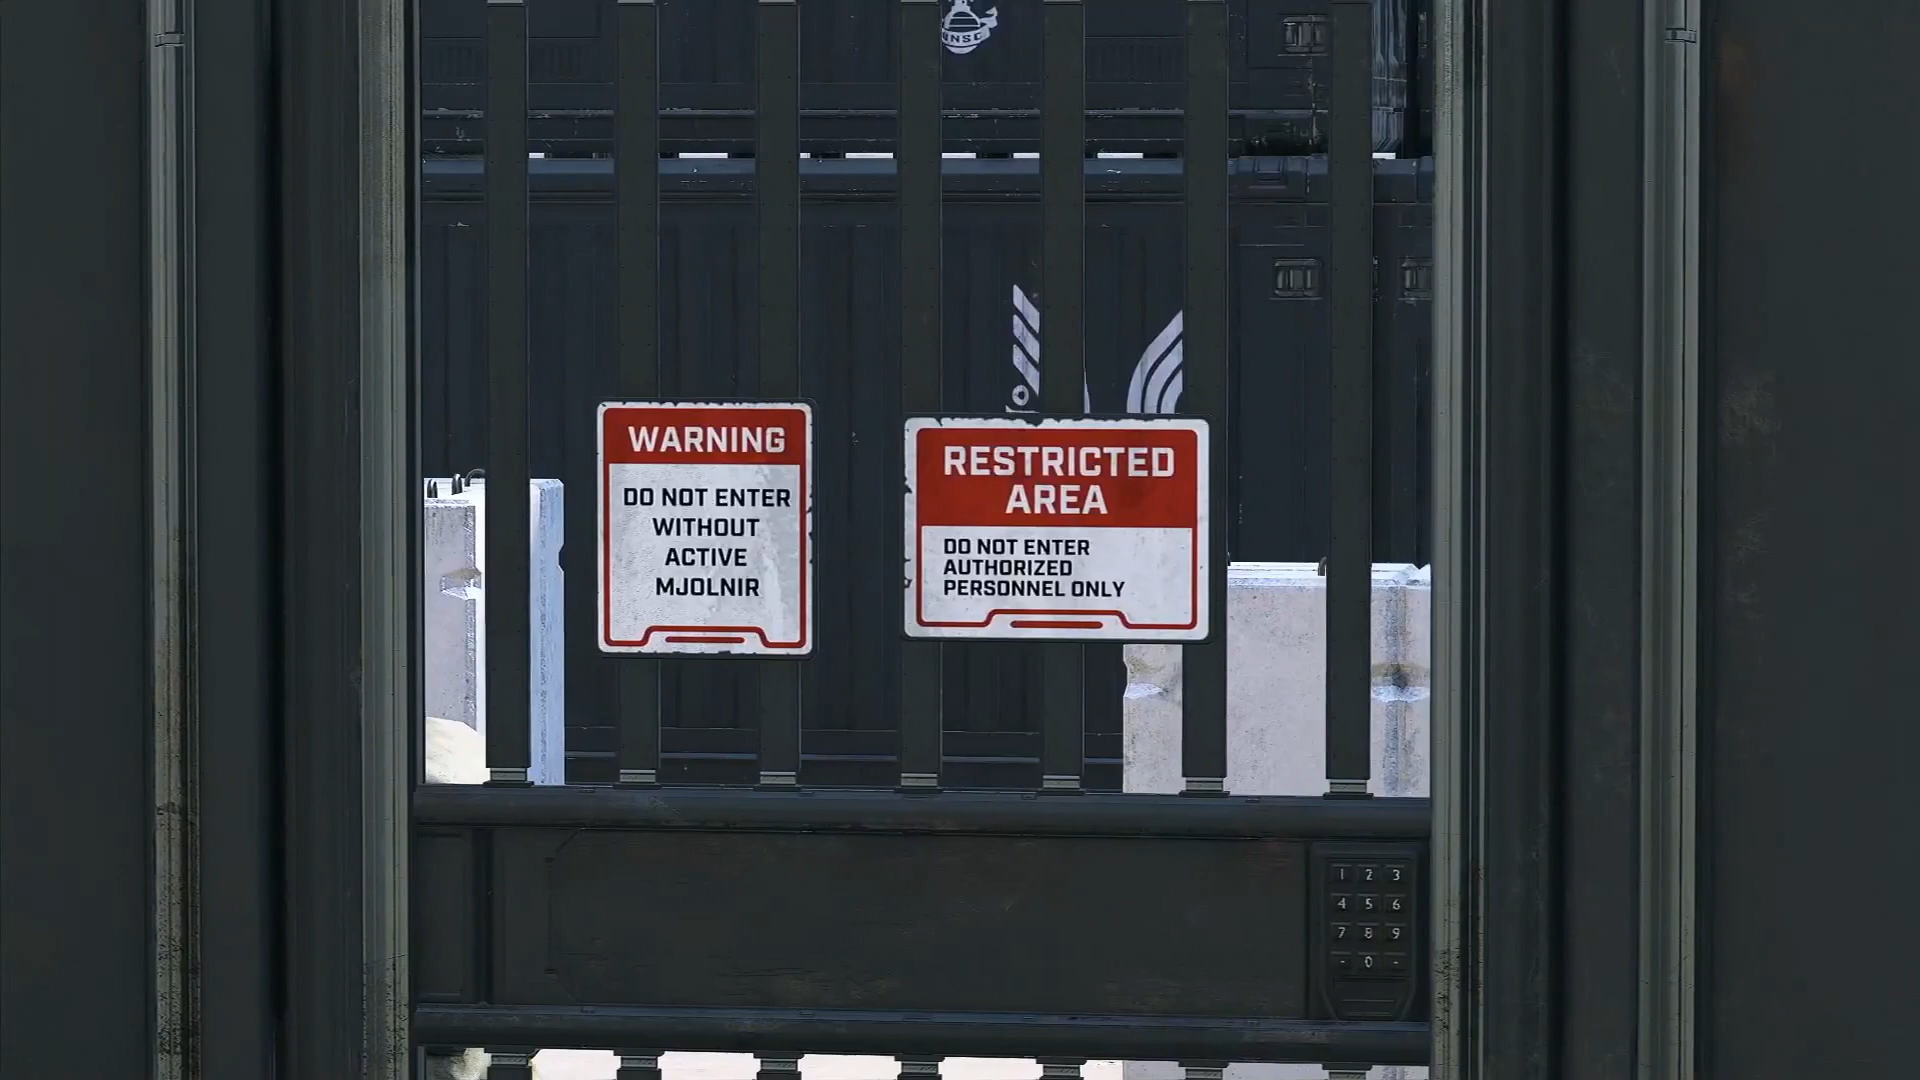 UNSC
WARNING
DO NOT ENTER
WITHOUT
ACTIVE
MJOLNIR
RESTRICTED
AREA
DO NOT ENTER
AUTHORIZED
PERSONNEL ONLY
1 2 3
4 5 6
7 8 9
- 0 -